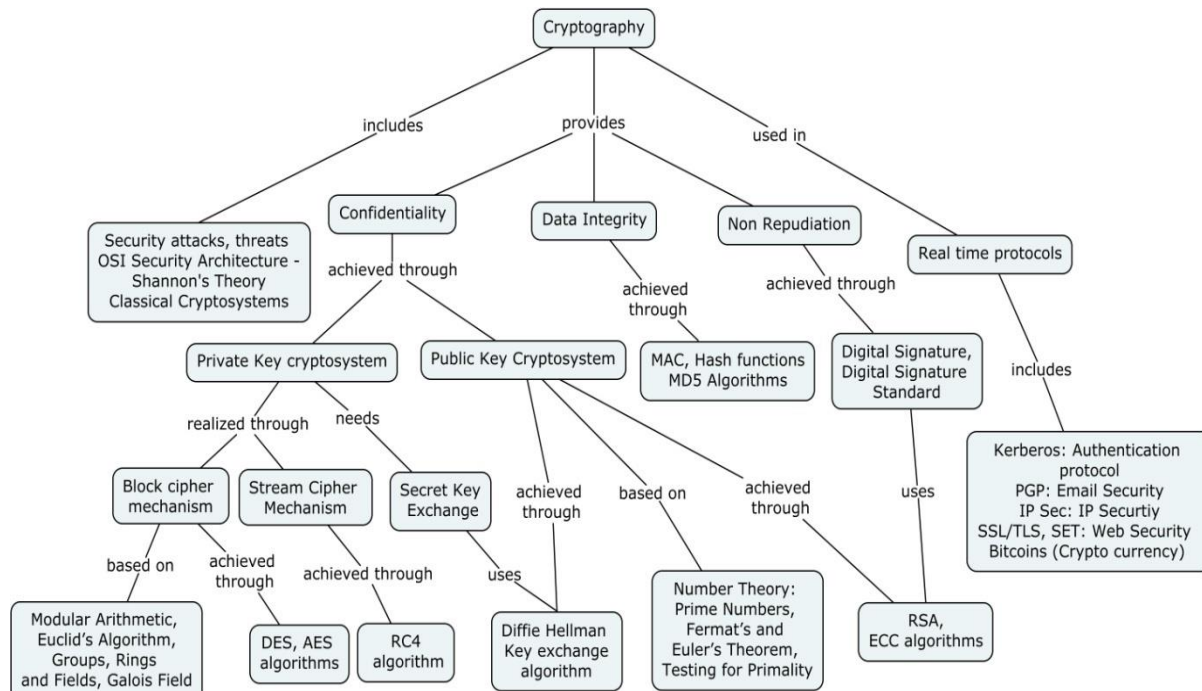 Cryptography
includes
provides
used in
Confidentiality
Data Integrity
Non Repudiation
Security attacks, threats
OSI Security Architecture -
Shannon's Theory
Classical Cryptosystems
Real time protocols
achieved through
achieved
through
achieved through
Private Key cryptosystem
Public Key Cryptosystem
MAC, Hash functions
MD5 Algorithms
Digital Signature,
Digital Signature
Standard
includes
realized through
needs
Kerberos: Authentication
protocol
PGP: Email Security
IP Sec: IP Securtiy
SSL/TLS, SET: Web Security
Bitcoins (Crypto currency)
Block cipher
mechanism
Stream Cipher
Mechanism
Secret Key
Exchange
achieved
through
based on
achieved
through
uses
based on
achieved
through
achieved through
uses
Modular Arithmetic,
Euclid’s Algorithm,
Groups, Rings
and Fields, Galois Field
DES, AES
algorithms
RC4
algorithm
Diffie Hellman
Key exchange
algorithm
Number Theory:
Prime Numbers,
Fermat’s and
Euler’s Theorem,
Testing for Primality
RSA,
ECC algorithms